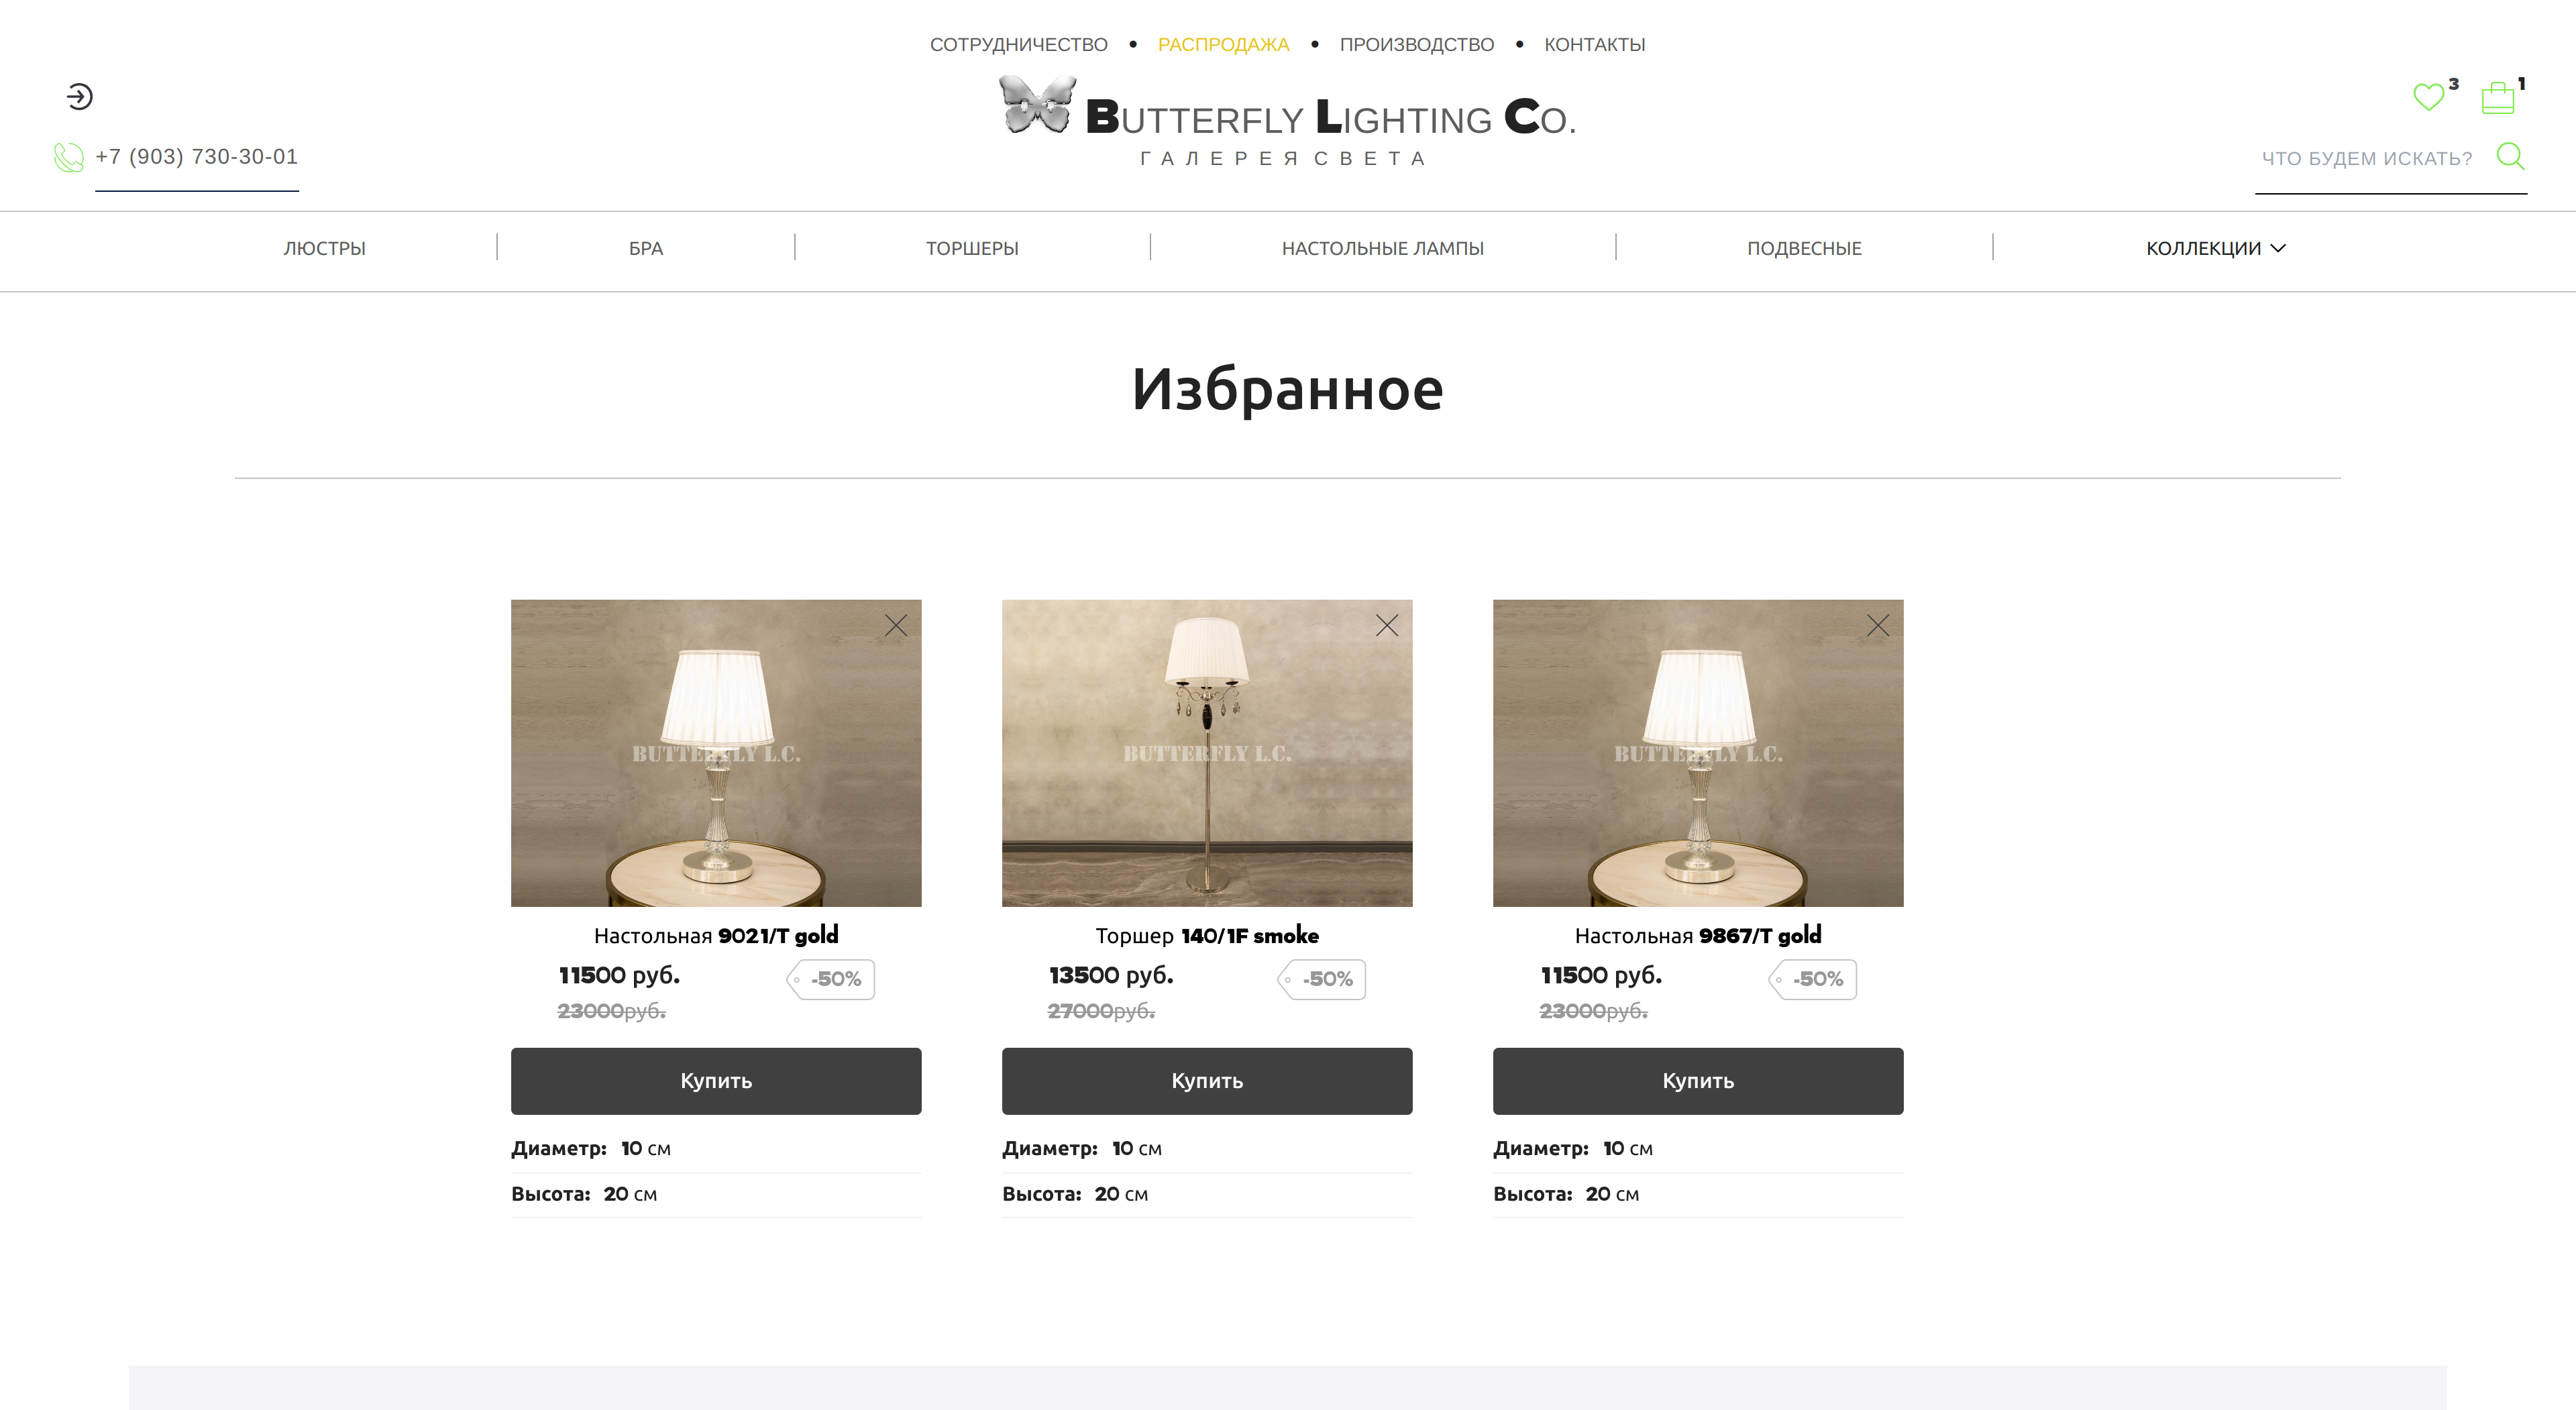 СОТРУДНИЧЕСТВО • РАСПРОДАЖА • ПРОИЗВОДСТВО • КОНТАКТЫ
3 1
BUTTERFLY LIGHTING CO.
+7 (903) 730-30-01 ГАЛЕРЕЯ СВЕТА ЧТО БУДЕМ ИСКАТЬ?
ЛЮСТРЫ БРА ТОРШЕРЫ НАСТОЛЬНЫЕ ЛАМПЫ ПОДВЕСНЫЕ КОЛЛЕКЦИИ
Избранное
BUTTERFLY L.C.
Настольная 9021/T gold
11500 руб. -50%
23000руб.
Купить
Диаметр: 10 см
Высота: 20 см
BUTTERFLY L.C.
Торшер 140/1F smoke
13500 руб. -50%
27000руб.
Купить
Диаметр: 10 см
Высота: 20 см
BUTTERFLY L.C.
Настольная 9867/T gold
11500 руб. -50%
23000руб.
Купить
Диаметр: 10 см
Высота: 20 см